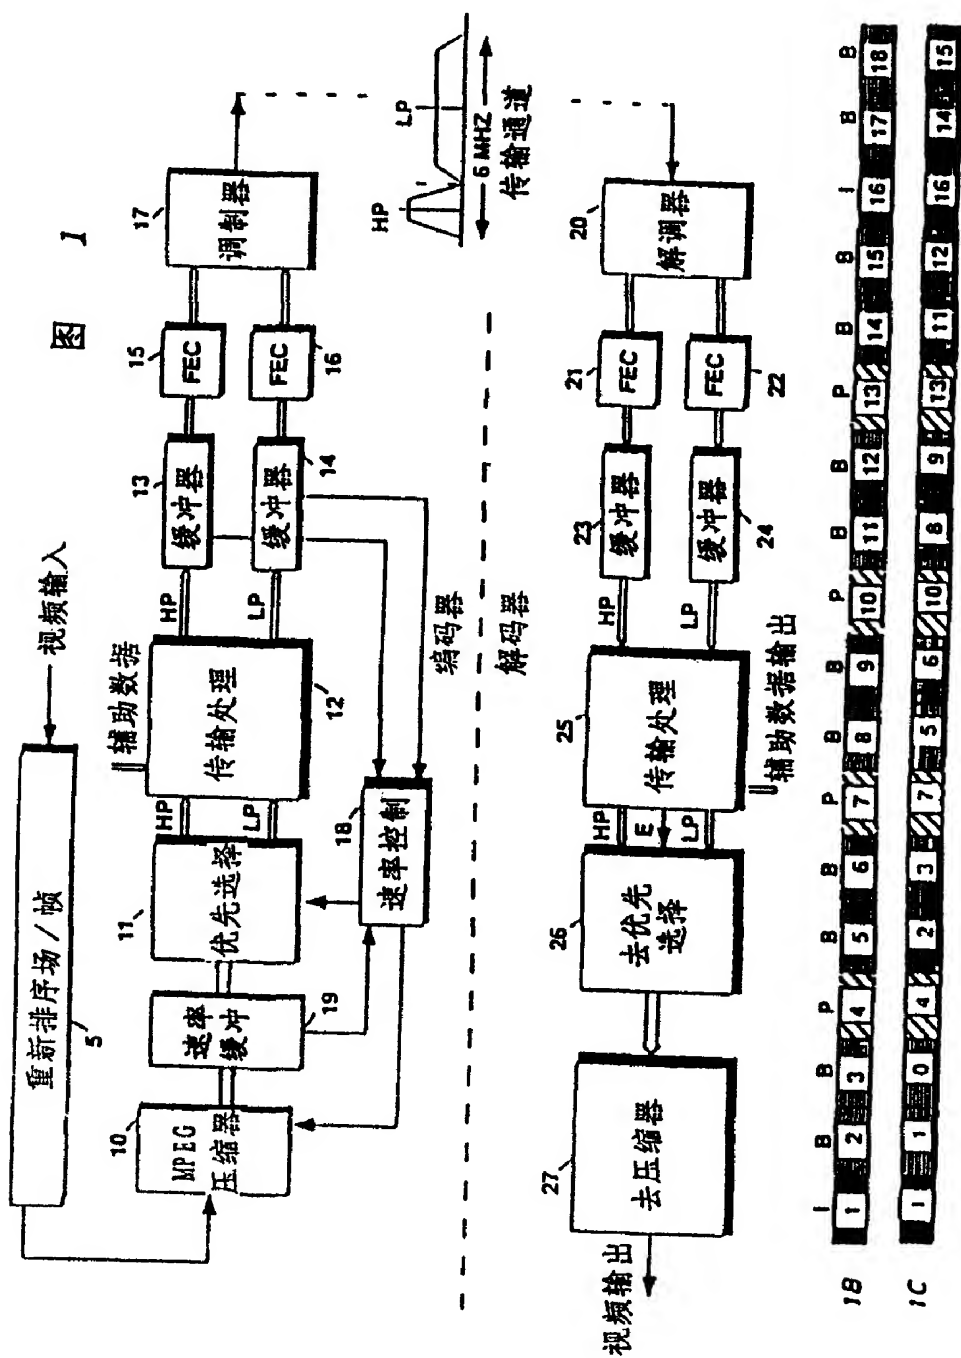 图 1
视频输入
重新排序场/帧
5
10
MPEG
压缩器
速率
缓冲
19
11
优先选择
HP
LP
辅助数据
传输处理
12
HP
LP
13
缓冲器
缓冲器
14
15
FEC
FEC
16
17
调制器
18
速率控制
HP
LP
6 MHZ
传输通道
编码器
解码器
20
解调器
21
FEC
FEC
22
23
缓冲器
缓冲器
24
HP
LP
25
传输处理
辅助数据输出
HP
E
LP
26
去优先
选择
27
去压缩器
视频输出
I B B P B B P B B P B B P B B I B B
1B 1 2 3 4 5 6 7 8 9 10 11 12 13 14 15 16 17 18
1C 1 1 0 4 2 3 7 5 6 10 8 9 13 11 12 16 14 15